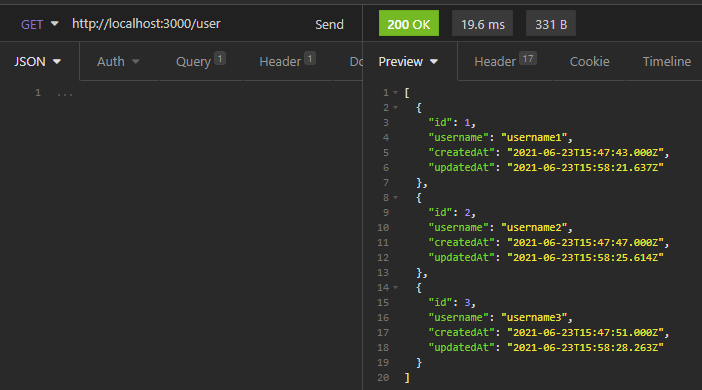 GET http://localhost:3000/user Send
200 OK 19.6 ms 331 B
JSON Auth Query 1 Header 1 Do
Preview Header 17 Cookie Timeline
1 ...
1 [
2 {
3 "id": 1,
4 "username": "username1",
5 "createdAt": "2021-06-23T15:47:43.000Z",
6 "updatedAt": "2021-06-23T15:58:21.637Z"
7 },
8 {
9 "id": 2,
10 "username": "username2",
11 "createdAt": "2021-06-23T15:47:47.000Z",
12 "updatedAt": "2021-06-23T15:58:25.614Z"
13 },
14 {
15 "id": 3,
16 "username": "username3",
17 "createdAt": "2021-06-23T15:47:51.000Z",
18 "updatedAt": "2021-06-23T15:58:28.263Z"
19 }
20 ]